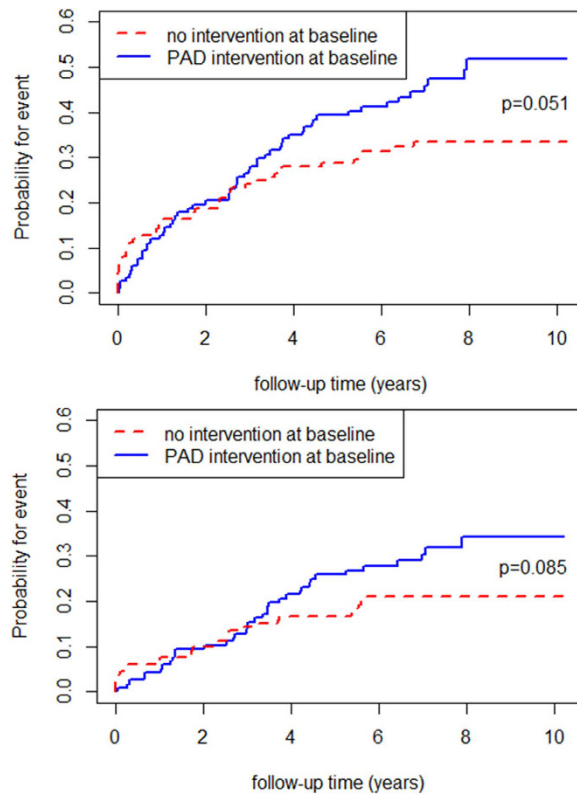 no intervention at baseline
PAD intervention at baseline
p=0.051
Probability for event
0.0 0.1 0.2 0.3 0.4 0.5 0.6
0 2 4 6 8 10
follow-up time (years)
no intervention at baseline
PAD intervention at baseline
p=0.085
Probability for event
0.0 0.1 0.2 0.3 0.4 0.5 0.6
0 2 4 6 8 10
follow-up time (years)